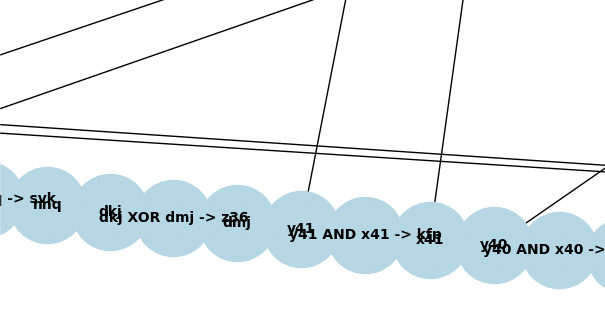 -> svk
nnq
dkj
dkj XOR dmj -> z36
dmj
y41
y41 AND x41 -> kfp
x41
y40
y40 AND x40 ->